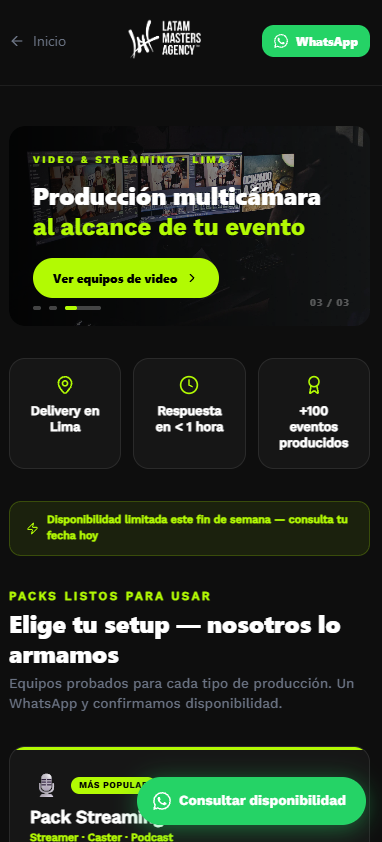 Inicio
LATAM
MASTERS
AGENCY
WhatsApp
VIDEO & STREAMING · LIMA
Producción multicámara
al alcance de tu evento
Ver equipos de video
03 / 03
Delivery en
Lima
Respuesta
en < 1 hora
+100
eventos
producidos
Disponibilidad limitada este fin de semana — consulta tu
fecha hoy
PACKS LISTOS PARA USAR
Elige tu setup — nosotros lo
armamos
Equipos probados para cada tipo de producción. Un
WhatsApp y confirmamos disponibilidad.
MÁS POPULAR
Consultar disponibilidad
Pack Streaming
Streamer · Caster · Podcast